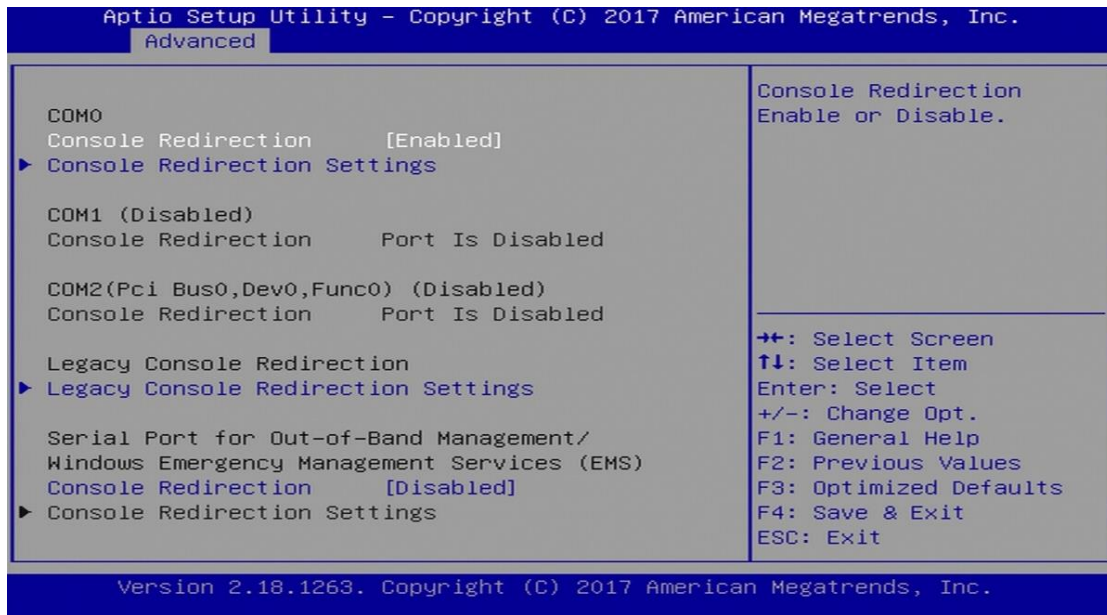 Aptio Setup Utility – Copyright (C) 2017 American Megatrends, Inc.
Advanced
COM0
Console Redirection [Enabled]
▶ Console Redirection Settings
COM1 (Disabled)
Console Redirection Port Is Disabled
COM2(Pci Bus0,Dev0,Func0) (Disabled)
Console Redirection Port Is Disabled
Legacy Console Redirection
▶ Legacy Console Redirection Settings
Serial Port for Out-of-Band Management/
Windows Emergency Management Services (EMS)
Console Redirection [Disabled]
▶ Console Redirection Settings
Console Redirection
Enable or Disable.
→←: Select Screen
↑↓: Select Item
Enter: Select
+/-: Change Opt.
F1: General Help
F2: Previous Values
F3: Optimized Defaults
F4: Save & Exit
ESC: Exit
Version 2.18.1263. Copyright (C) 2017 American Megatrends, Inc.